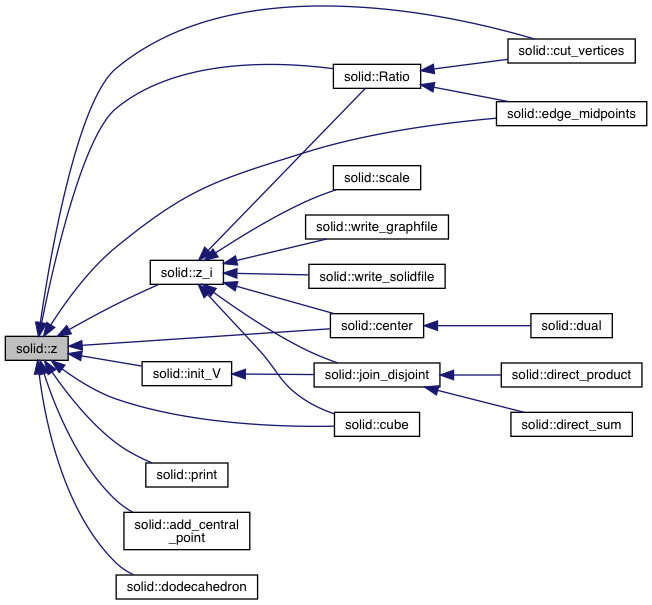 solid::cut_vertices
solid::Ratio
solid::edge_midpoints
solid::scale
solid::write_graphfile
solid::z_i
solid::write_solidfile
solid::center
solid::dual
solid::z
solid::init_V
solid::join_disjoint
solid::direct_product
solid::cube
solid::direct_sum
solid::print
solid::add_central
_point
solid::dodecahedron